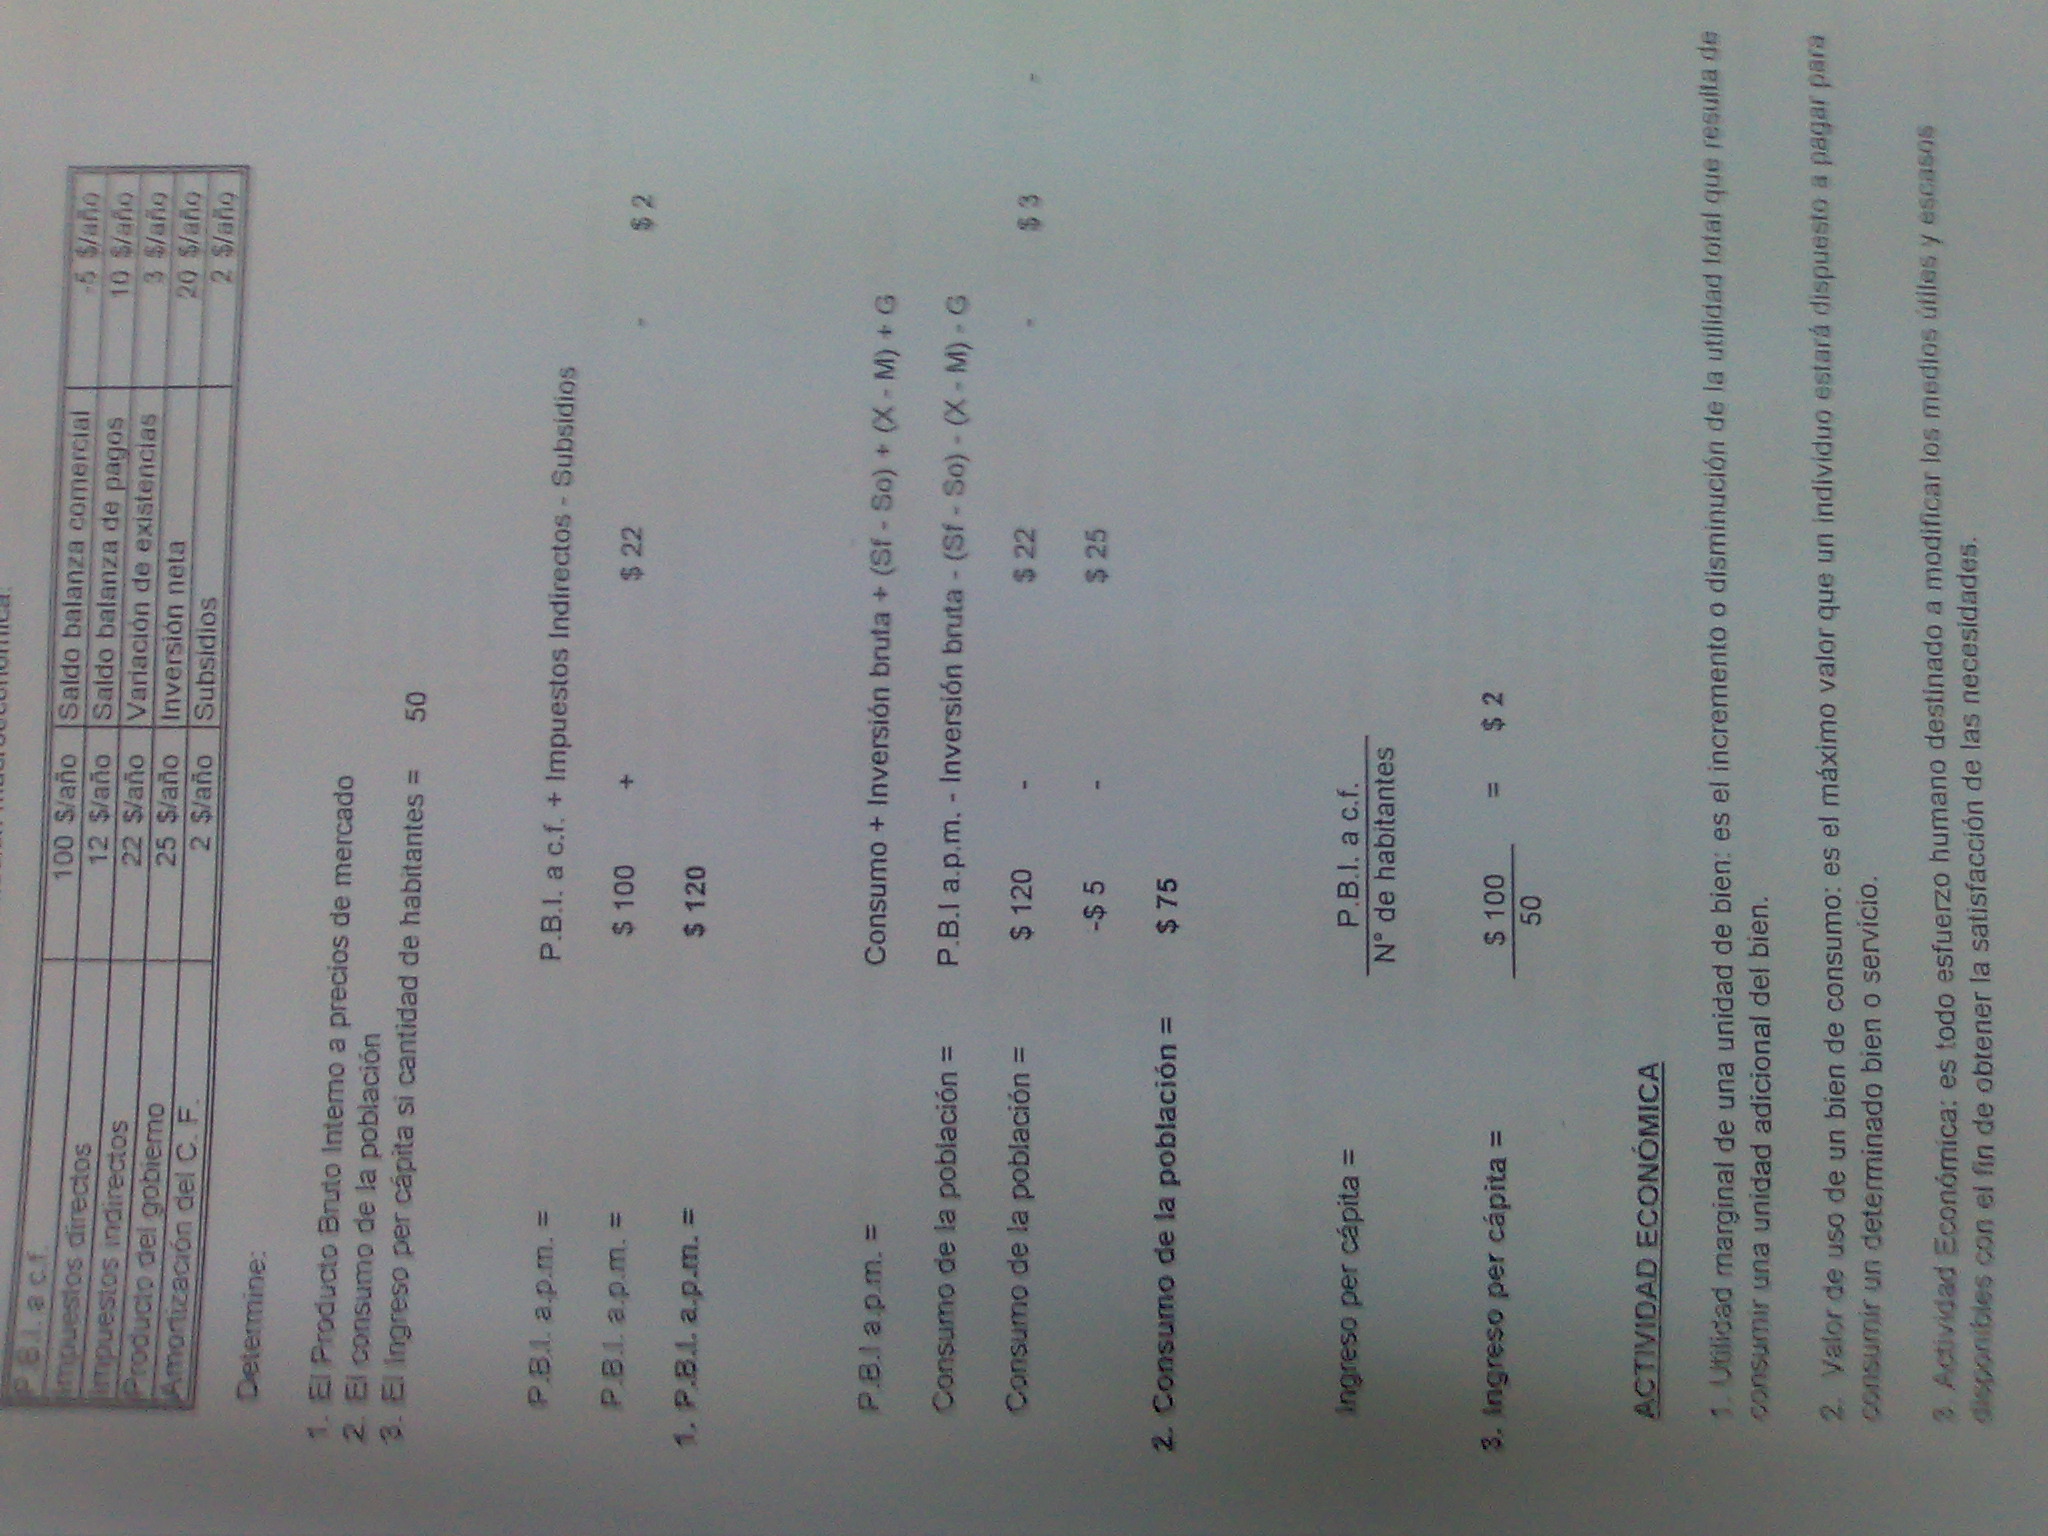 P.B.I. a c.f. 100 $/año Saldo balanza comercial -5 $/año
Impuestos directos 12 $/año Saldo balanza de pagos 10 $/año
Impuestos indirectos 22 $/año Variación de existencias 3 $/año
Producto del gobierno 25 $/año Inversión neta 20 $/año
Amortización del C. F. 2 $/año Subsidios 2 $/año
Determine:
1. El Producto Bruto Interno a precios de mercado
2. El consumo de la población
3. El Ingreso per cápita si cantidad de habitantes = 50
P.B.I. a.p.m. = P.B.I. a c.f. + Impuestos Indirectos - Subsidios
P.B.I. a.p.m. = $ 100 + $ 22 - $ 2
1. P.B.I. a.p.m. = $ 120
P.B.I a.p.m. = Consumo + Inversión bruta + (Sf - So) + (X - M) + G
Consumo de la población = P.B.I a.p.m. - Inversión bruta - (Sf - So) - (X - M) - G
Consumo de la población = $ 120 - $ 22 - $ 3 -
-$ 5 - $ 25
2. Consumo de la población = $ 75
Ingreso per cápita = P.B.I. a c.f.
N° de habitantes
3. Ingreso per cápita = $ 100 = $ 2
50
ACTIVIDAD ECONÓMICA
1. Utilidad marginal de una unidad de bien: es el incremento o disminución de la utilidad total que resulta de
consumir una unidad adicional del bien.
2. Valor de uso de un bien de consumo: es el máximo valor que un individuo estará dispuesto a pagar para
consumir un determinado bien o servicio.
3. Actividad Económica: es todo esfuerzo humano destinado a modificar los medios útiles y escasos
disponibles con el fin de obtener la satisfacción de las necesidades.